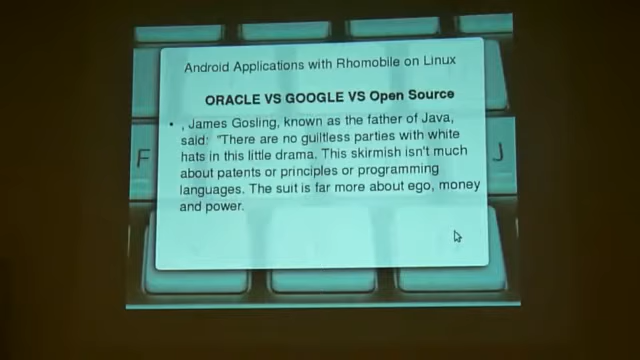 Android Applications with Rhomobile on Linux
ORACLE VS GOOGLE VS Open Source
• , James Gosling, known as the father of Java,
said: "There are no guiltless parties with white
hats in this little drama. This skirmish isn't much
about patents or principles or programming
languages. The suit is far more about ego, money
and power.
F J